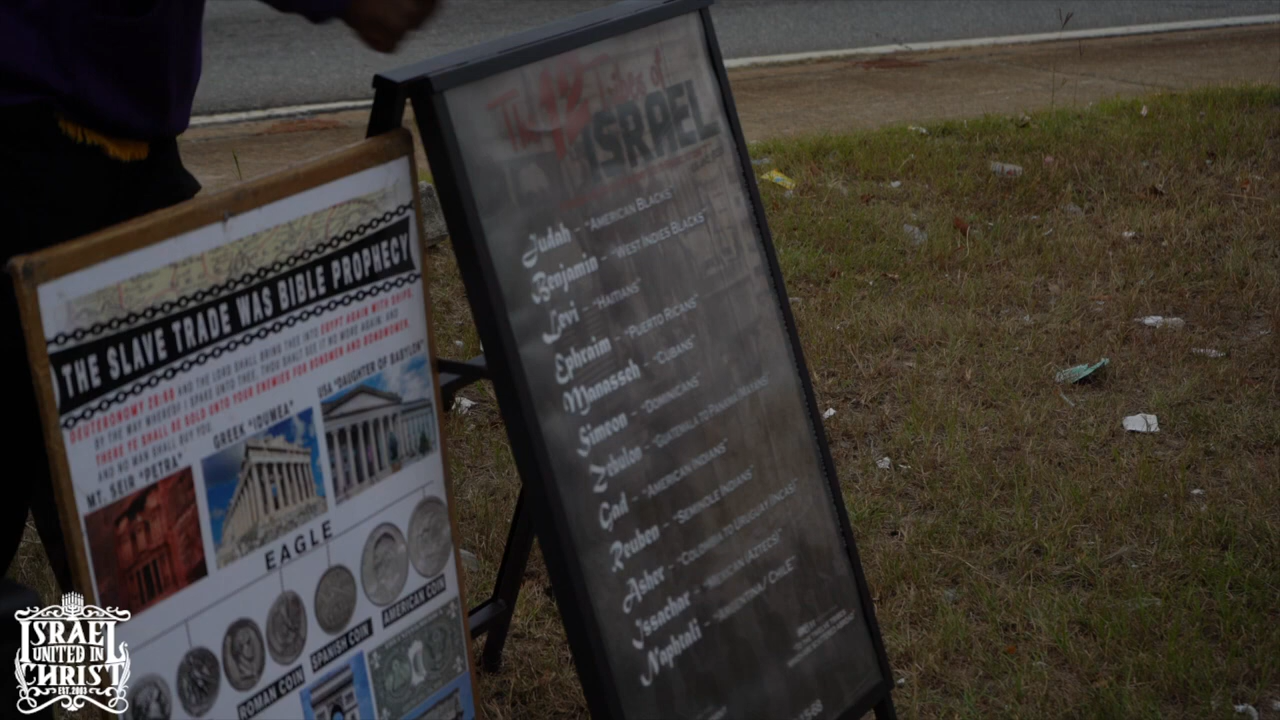 THE SLAVE TRADE WAS BIBLE PROPHECY
DEUTERONOMY 28:68 AND THE LORD SHALL BRING THEE INTO EGYPT AGAIN WITH SHIPS,
BY THE WAY WHEREOF I SPAKE UNTO THEE, THOU SHALT SEE IT NO MORE AGAIN: AND
THERE YE SHALL BE SOLD UNTO YOUR ENEMIES FOR BONDMEN AND BONDWOMEN,
AND NO MAN SHALL BUY YOU.
MT. SEIR "PETRA"
GREEK "IDUMEA"
USA "DAUGHTER OF BABYLON"
EAGLE
ROMAN COIN
SPANISH COIN
AMERICAN COIN
The 12 Tribes of
ISRAEL
Judah - "AMERICAN BLACKS"
Benjamin - "WEST INDIES BLACKS"
Levi - "HAITIANS"
Ephraim - "PUERTO RICANS"
Manasseh - "CUBANS"
Simeon - "DOMINICANS"
Zebulon - "GUATEMALA TO PANAMA MAYANS"
Gad - "AMERICAN INDIANS"
Reuben - "SEMINOLE INDIANS"
Asher - "COLOMBIA TO URUGUAY INCAS"
Issachar - "MEXICAN (AZTECS)"
Naphtali - "ARGENTINA / CHILE"
ISRAEL
UNITED IN
CHRIST
EST. 2003